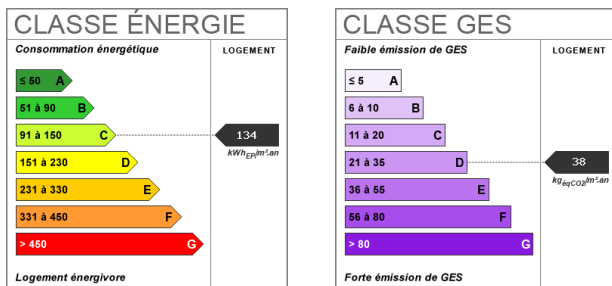 CLASSE ÉNERGIE
Consommation énergétique
LOGEMENT
≤ 50 A
51 à 90 B
91 à 150 C
134
kWhEP/m².an
151 à 230 D
231 à 330 E
331 à 450 F
> 450 G
Logement énergivore
CLASSE GES
Faible émission de GES
LOGEMENT
≤ 5 A
6 à 10 B
11 à 20 C
21 à 35 D
38
kgéqCO2/m².an
36 à 55 E
56 à 80 F
> 80 G
Forte émission de GES